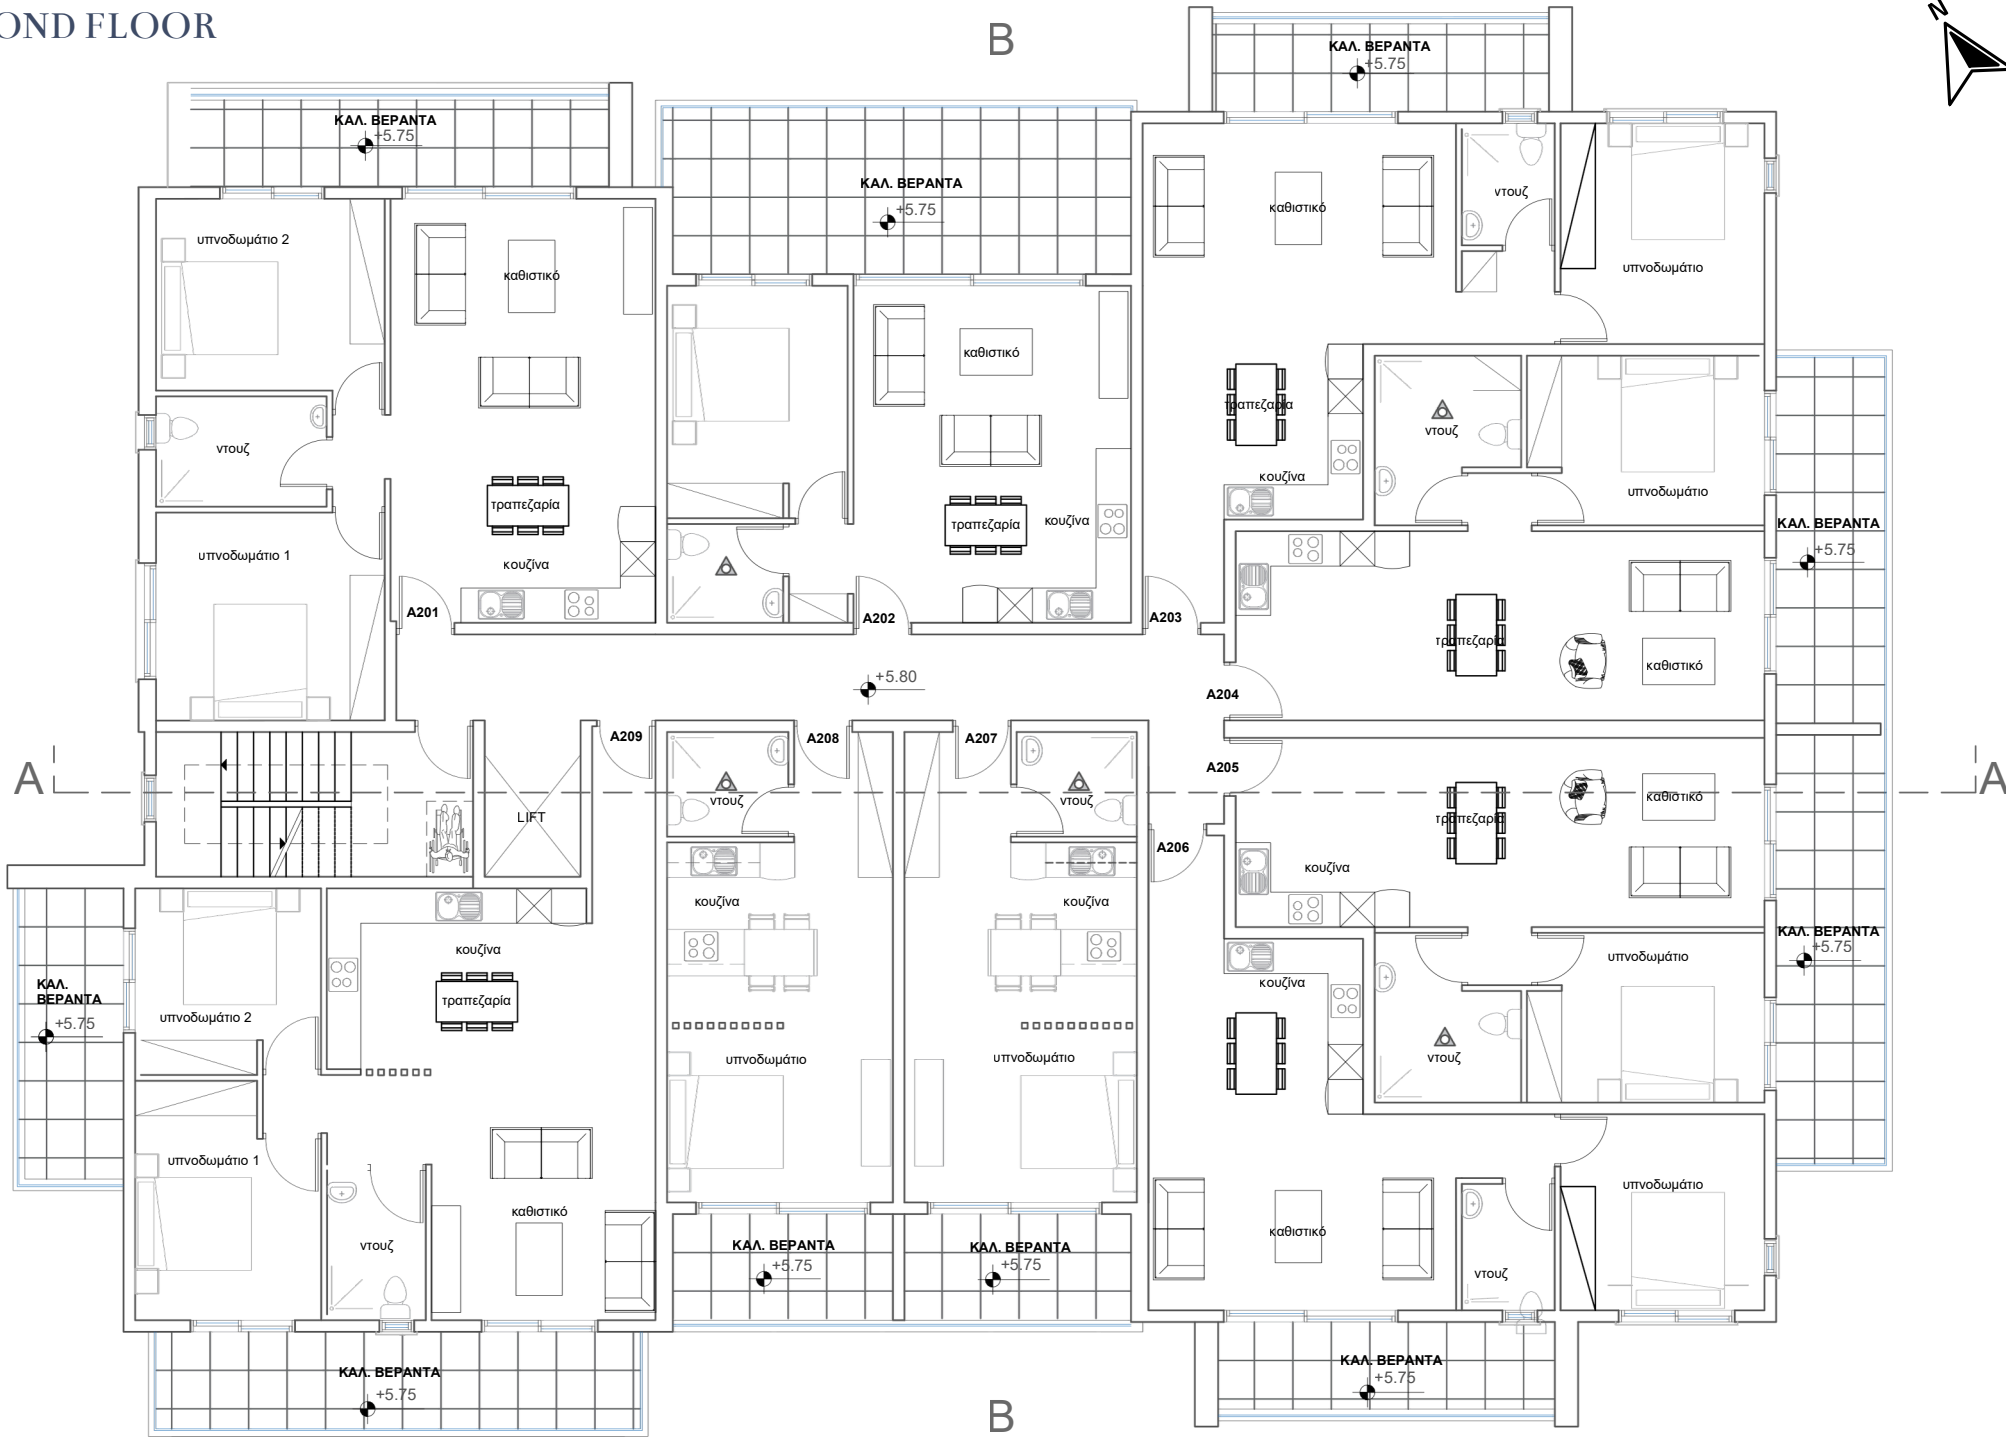 OND FLOOR
B
N
ΚΑΛ. ΒΕΡΑΝΤΑ
+5.75
ΚΑΛ. ΒΕΡΑΝΤΑ
+5.75
ΚΑΛ. ΒΕΡΑΝΤΑ
+5.75
υπνοδωμάτιο 2
καθιστικό
ντουζ
υπνοδωμάτιο 1
τραπεζαρία
κουζίνα
A201
καθιστικό
τραπεζαρία
κουζίνα
A202
καθιστικό
ντουζ
υπνοδωμάτιο
τραπεζαρία
κουζίνα
A203
ντουζ
υπνοδωμάτιο
ΚΑΛ. ΒΕΡΑΝΤΑ
+5.75
τραπεζαρία
καθιστικό
A204
+5.80
A209
A208
A207
A205
A206
A
A
LIFT
ντουζ
ντουζ
τραπεζαρία
καθιστικό
κουζίνα
κουζίνα
κουζίνα
κουζίνα
τραπεζαρία
υπνοδωμάτιο 2
υπνοδωμάτιο 1
ΚΑΛ.
ΒΕΡΑΝΤΑ
+5.75
υπνοδωμάτιο
υπνοδωμάτιο
κουζίνα
υπνοδωμάτιο
ντουζ
ΚΑΛ. ΒΕΡΑΝΤΑ
+5.75
καθιστικό
ντουζ
καθιστικό
ντουζ
υπνοδωμάτιο
ΚΑΛ. ΒΕΡΑΝΤΑ
+5.75
ΚΑΛ. ΒΕΡΑΝΤΑ
+5.75
ΚΑΛ. ΒΕΡΑΝΤΑ
+5.75
ΚΑΛ. ΒΕΡΑΝΤΑ
+5.75
B